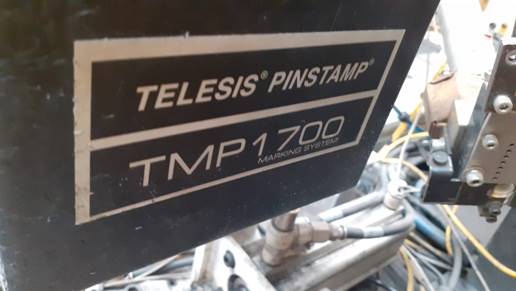 TELESIS® PINSTAMP®
TMP1700
MARKING SYSTEM